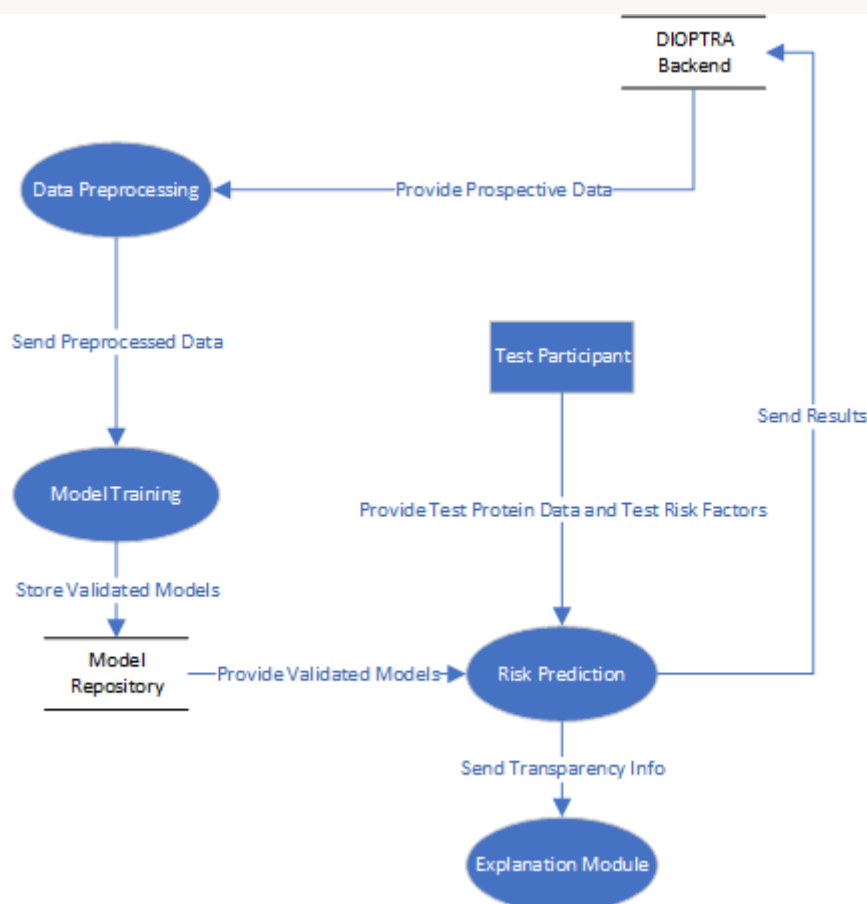 DIOPTRA
Backend
Data Preprocessing
Provide Prospective Data
Send Preprocessed Data
Test Participant
Send Results
Model Training
Provide Test Protein Data and Test Risk Factors
Store Validated Models
Model
Repository
Provide Validated Models
Risk Prediction
Send Transparency Info
Explanation Module